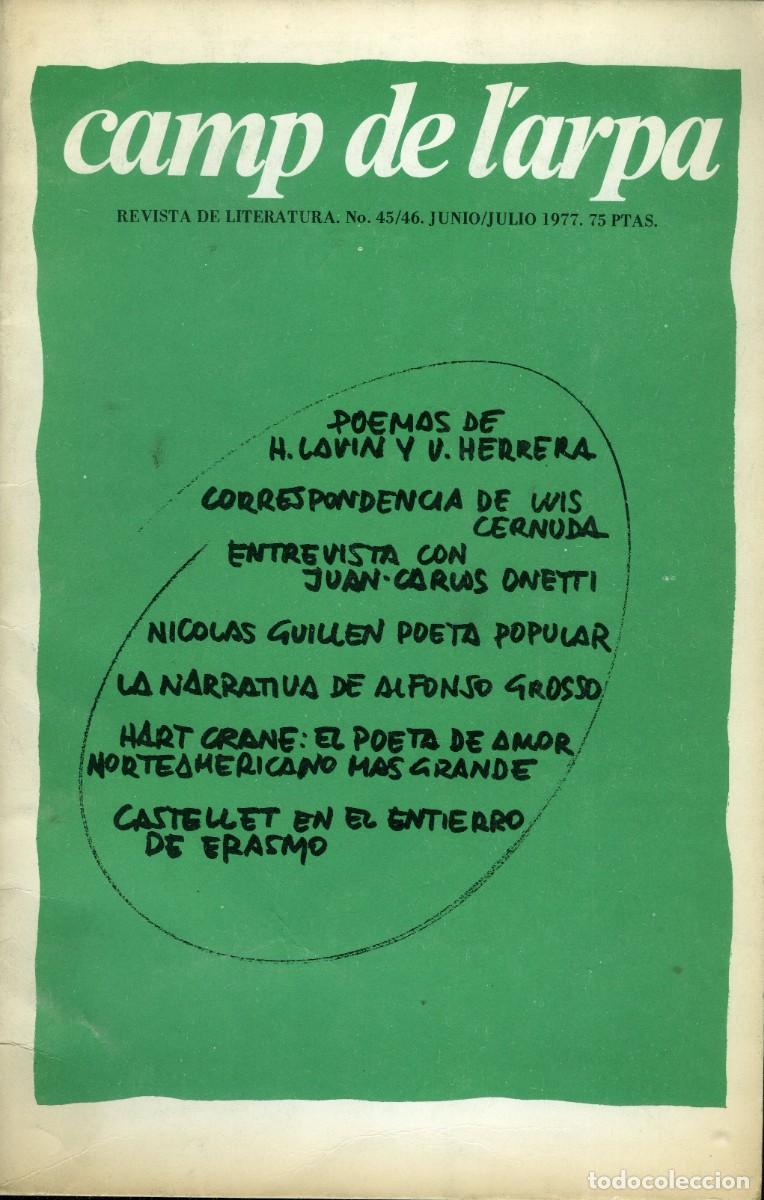 camp de l'arpa
REVISTA DE LITERATURA. No. 45/46. JUNIO/JULIO 1977. 75 PTAS.
POEMAS DE
H. LAVIN Y V. HERRERA
CORRESPONDENCIA DE LUIS
CERNUDA
ENTREVISTA CON
JUAN-CARLOS ONETTI
NICOLAS GUILLEN POETA POPULAR
LA NARRATIVA DE ALFONSO GROSSO
HART CRANE: EL POETA DE AMOR
NORTEAMERICANO MAS GRANDE
CASTELLET EN EL ENTIERRO
DE ERASMO
todocoleccion